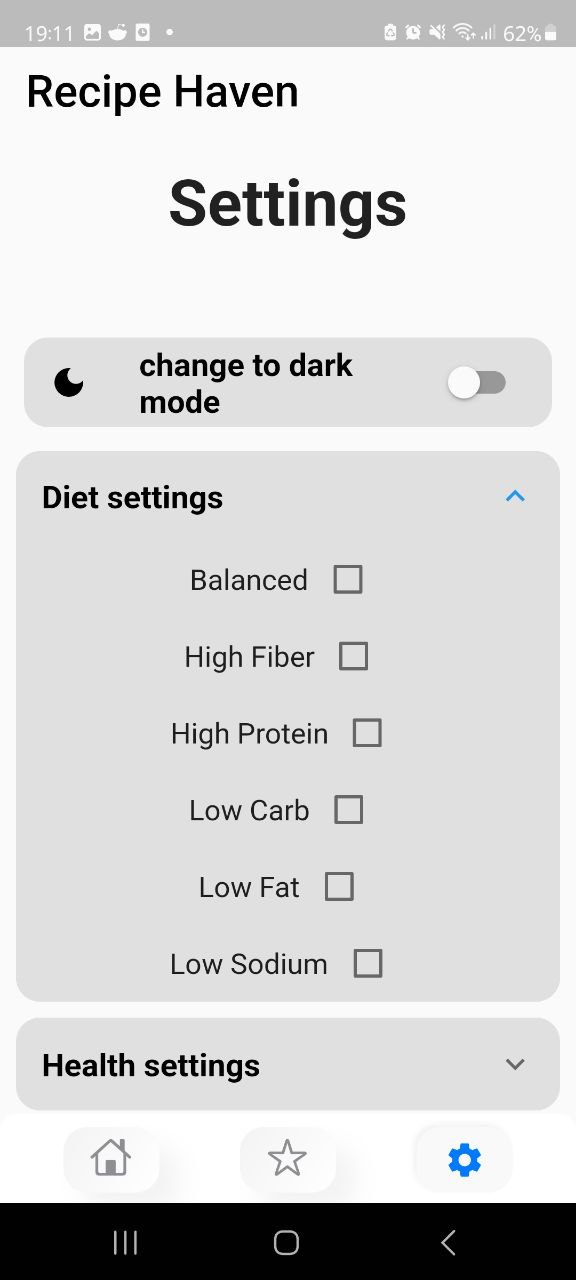 19:11 62%
Recipe Haven
Settings
change to dark
mode
Diet settings
Balanced
High Fiber
High Protein
Low Carb
Low Fat
Low Sodium
Health settings